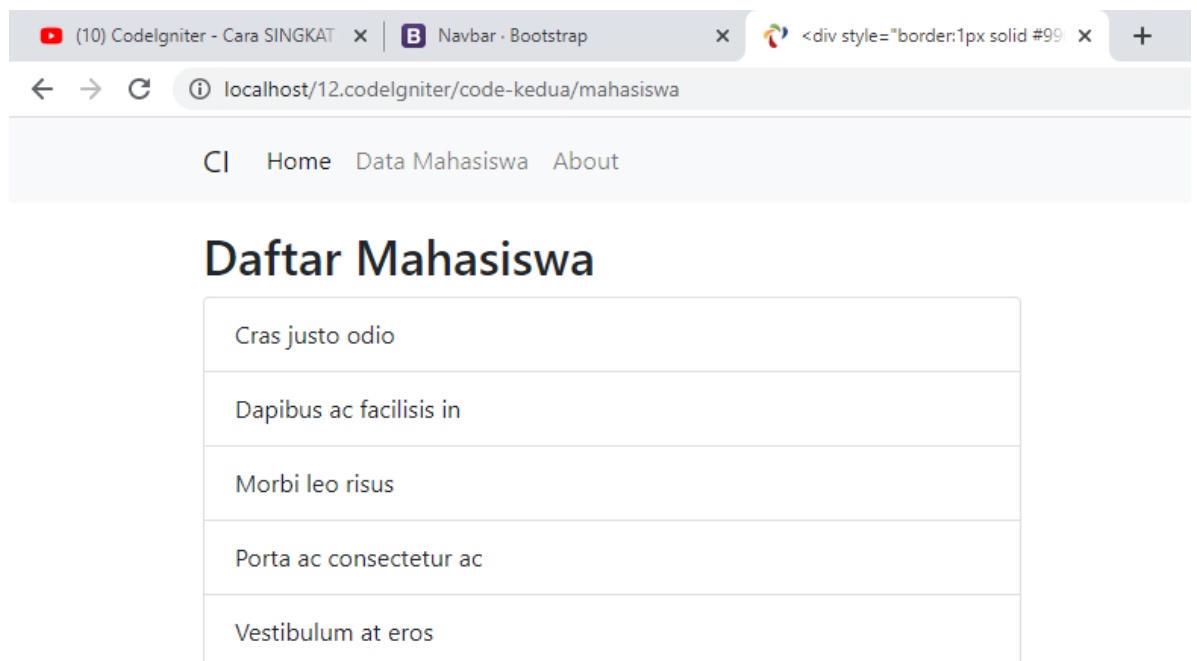 (10) CodeIgniter - Cara SINGKAT
Navbar · Bootstrap
<div style="border:1px solid #99
localhost/12.codeIgniter/code-kedua/mahasiswa
CI Home Data Mahasiswa About
Daftar Mahasiswa
Cras justo odio
Dapibus ac facilisis in
Morbi leo risus
Porta ac consectetur ac
Vestibulum at eros